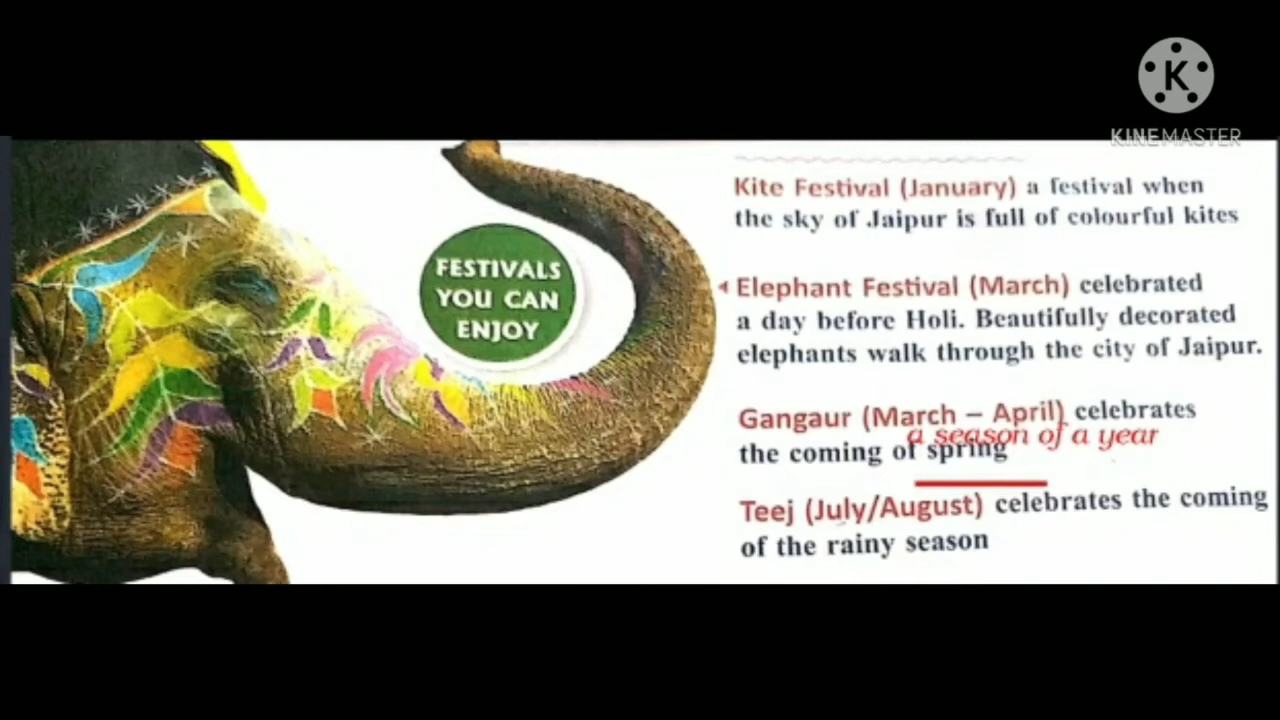 K
KINEMASTER
FESTIVALS
YOU CAN
ENJOY
Kite Festival (January) a festival when
the sky of Jaipur is full of colourful kites
Elephant Festival (March) celebrated
a day before Holi. Beautifully decorated
elephants walk through the city of Jaipur.
Gangaur (March – April) celebrates
a season of a year
the coming of spring
Teej (July/August) celebrates the coming
of the rainy season